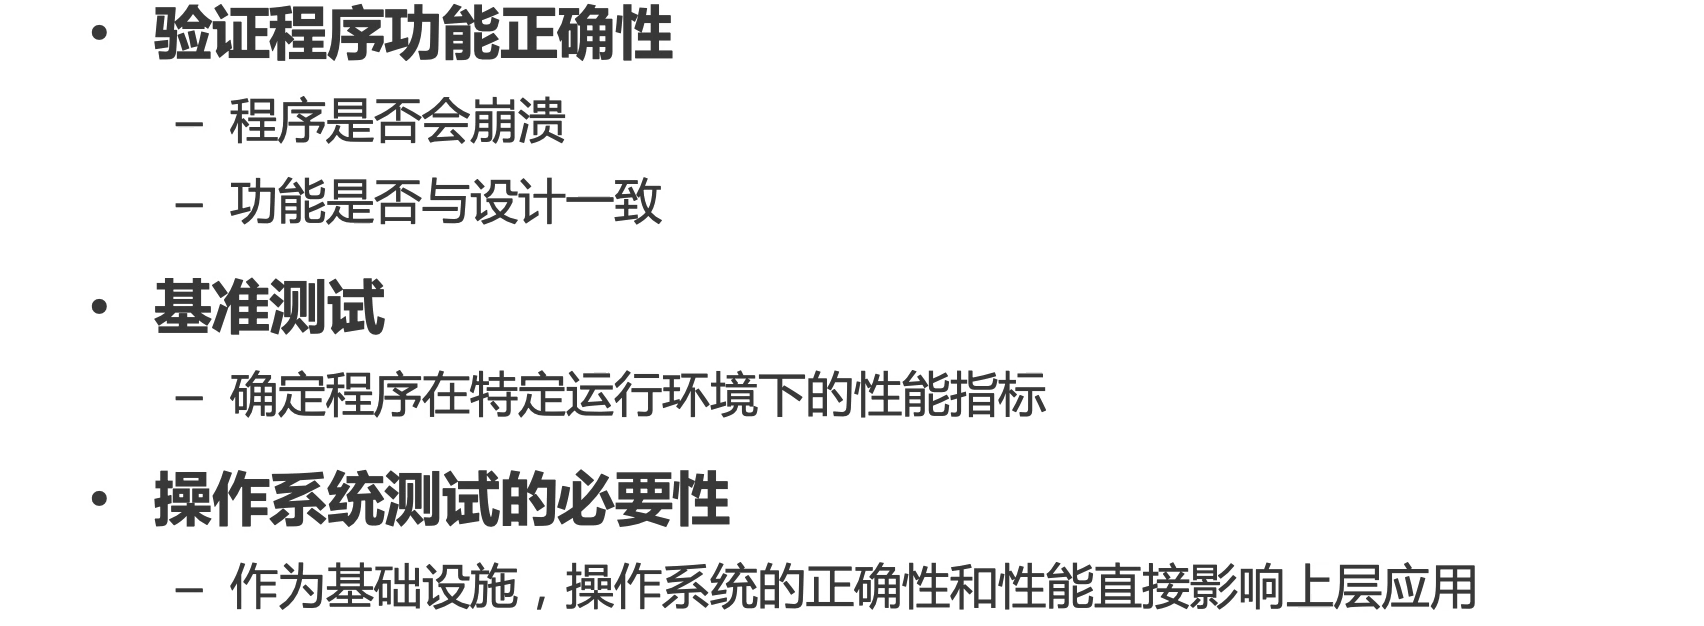 • 验证程序功能正确性
– 程序是否会崩溃
– 功能是否与设计一致
• 基准测试
– 确定程序在特定运行环境下的性能指标
• 操作系统测试的必要性
– 作为基础设施，操作系统的正确性和性能直接影响上层应用